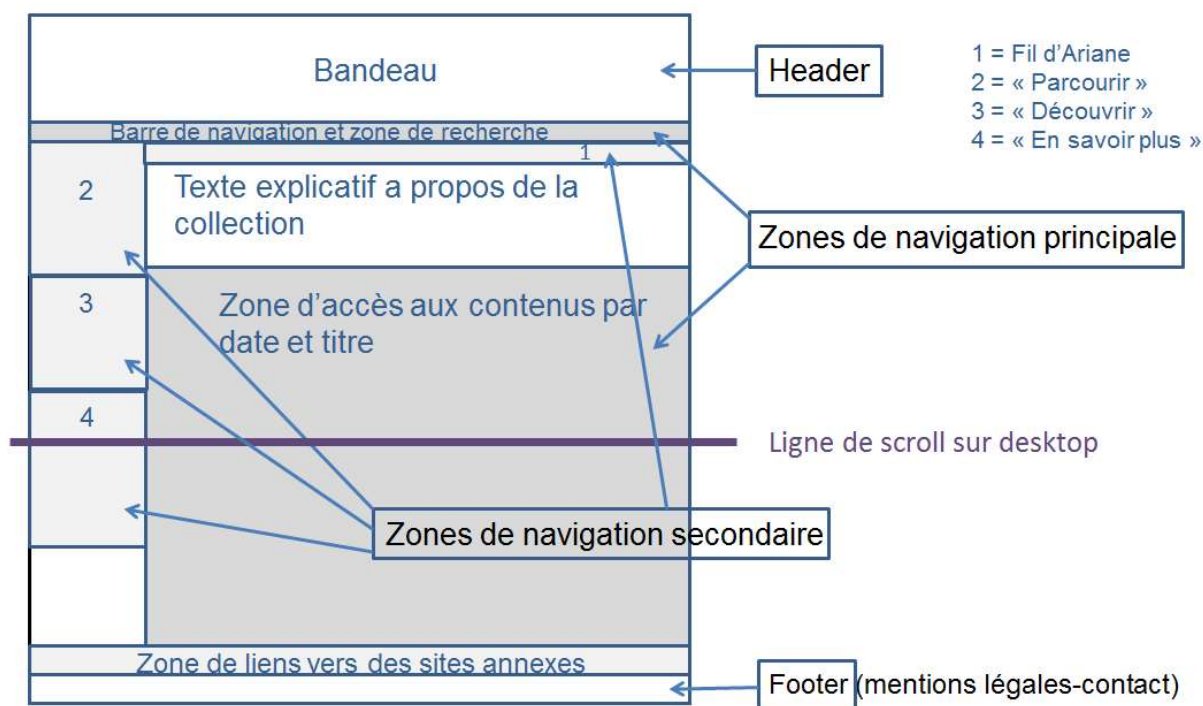 Bandeau
Header
1 = Fil d’Ariane
2 = « Parcourir »
3 = « Découvrir »
4 = « En savoir plus »
Barre de navigation et zone de recherche
1
2
Texte explicatif a propos de la
collection
Zones de navigation principale
3
Zone d’accès aux contenus par
date et titre
4
Ligne de scroll sur desktop
Zones de navigation secondaire
Zone de liens vers des sites annexes
Footer (mentions légales-contact)